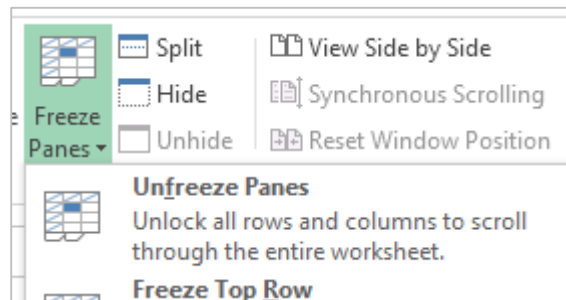 Split
View Side by Side
Hide
Synchronous Scrolling
Freeze
Panes
Unhide
Reset Window Position
Unfreeze Panes
Unlock all rows and columns to scroll
through the entire worksheet.
Freeze Top Row